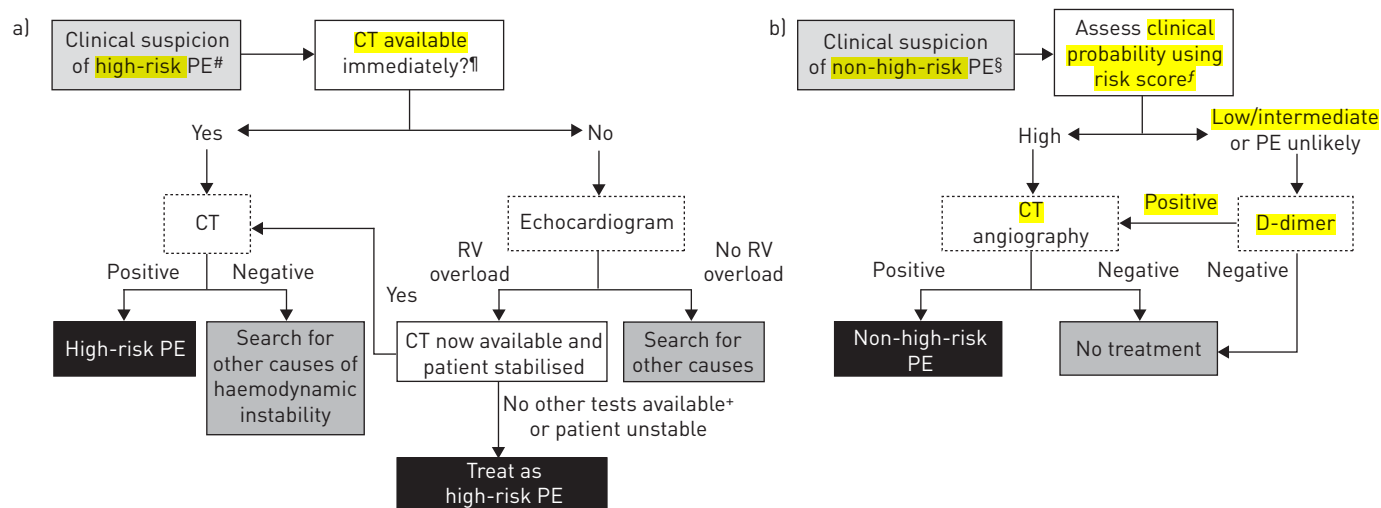 a)
Clinical suspicion
of high-risk PE#
CT available
immediately?¶
Yes
No
CT
Echocardiogram
Positive
Negative
RV
overload
No RV
overload
Yes
High-risk PE
Search for
other causes of
haemodynamic
instability
CT now available and
patient stabilised
Search for
other causes
No other tests available+
or patient unstable
Treat as
high-risk PE
b)
Clinical suspicion
of non-high-risk PE§
Assess clinical
probability using
risk scoreƒ
High
Low/intermediate
or PE unlikely
CT
angiography
Positive
D-dimer
Positive
Negative
Negative
Non-high-risk
PE
No treatment